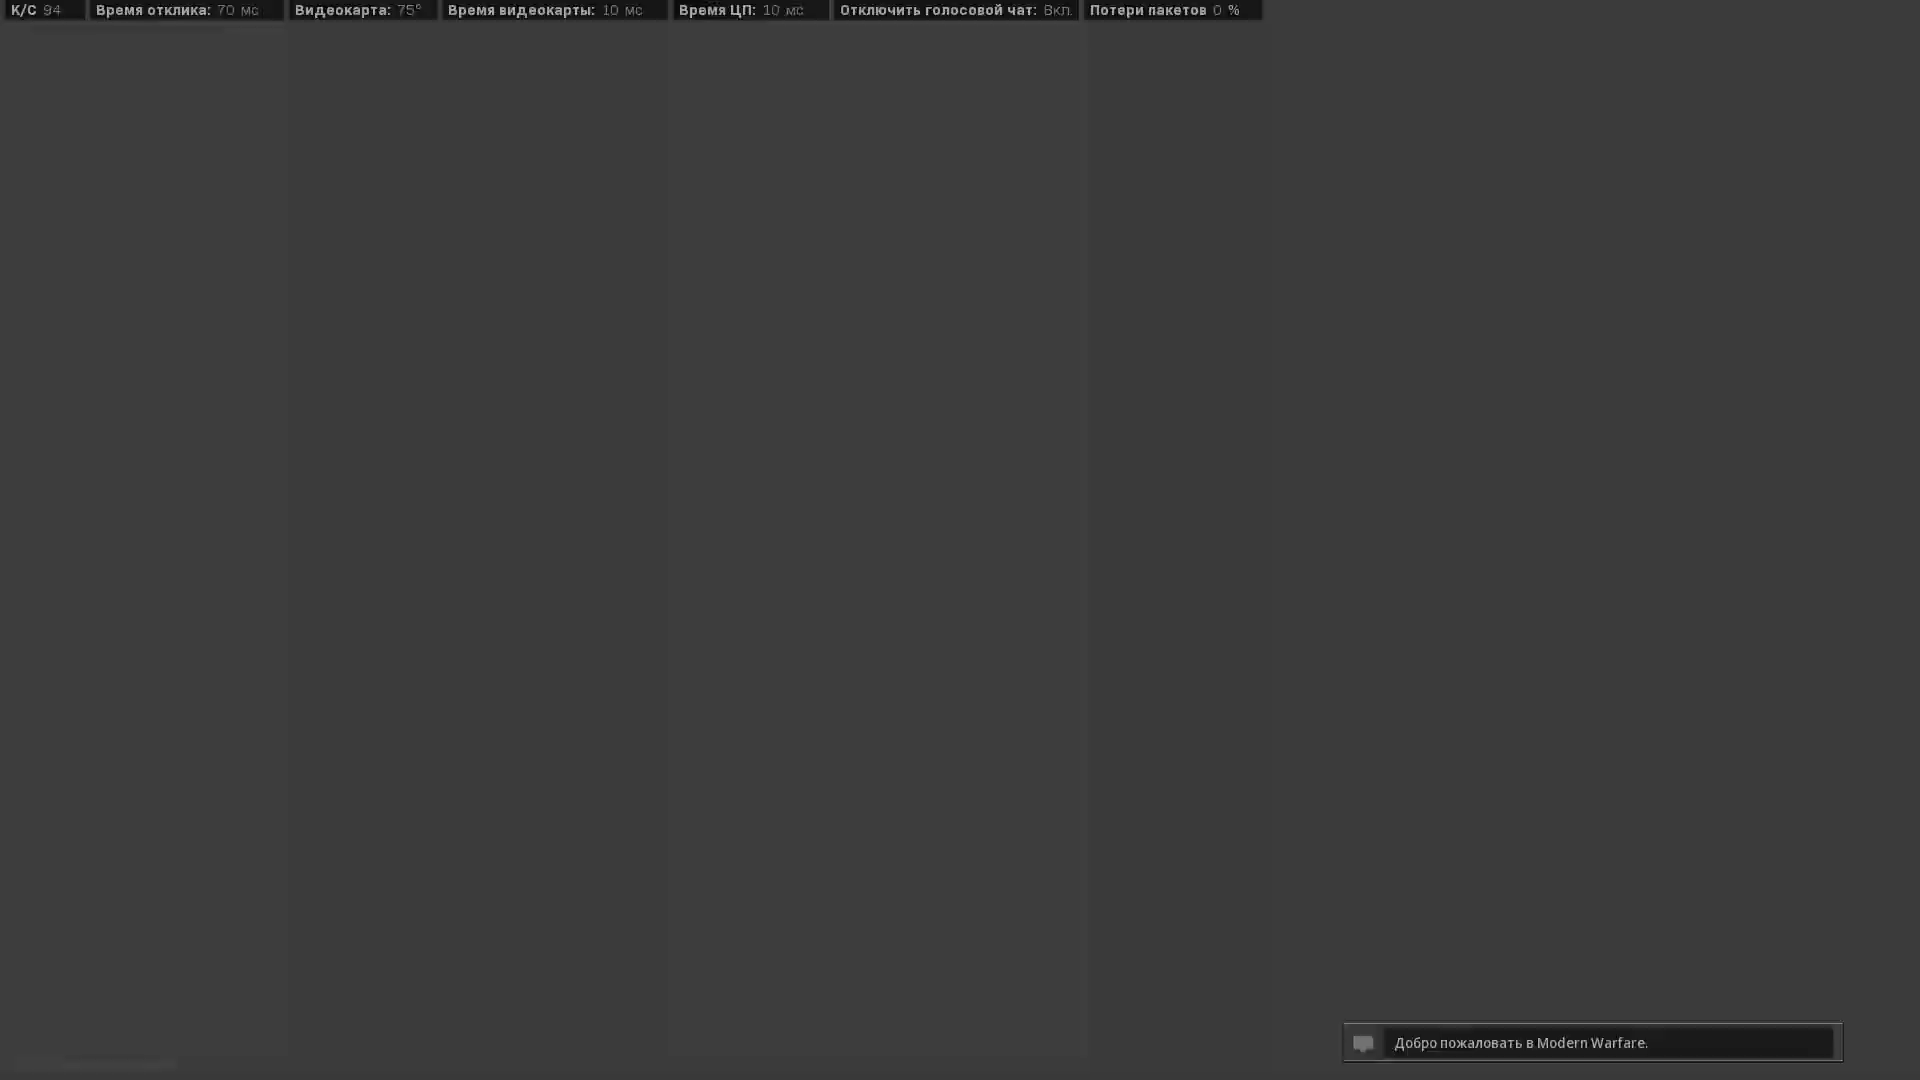 К/С 94 Время отклика: 70 мс Видеокарта: 75° Время видеокарты: 10 мс Время ЦП: 10 мс Отключить голосовой чат: Вкл. Потери пакетов 0 %
Добро пожаловать в Modern Warfare.